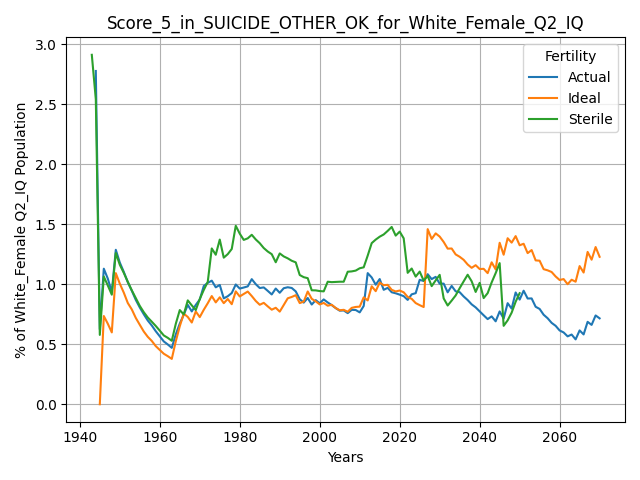 Score_5_in_SUICIDE_OTHER_OK_for_White_Female_Q2_IQ
% of White_Female Q2_IQ Population
3.0
2.5
2.0
1.5
1.0
0.5
0.0
Fertility
Actual
Ideal
Sterile
1940 1960 1980 2000 2020 2040 2060
Years